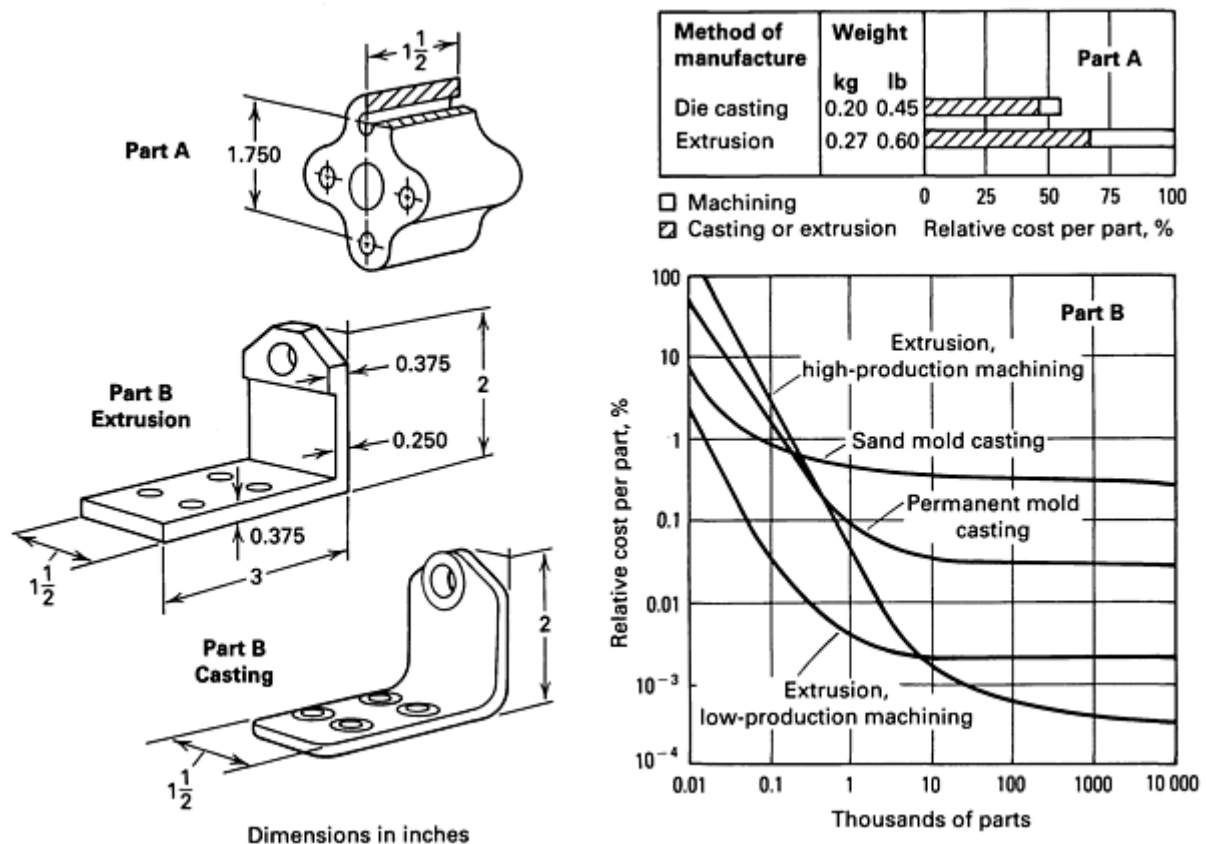 Part A
1 1/2
1.750
Part B
Extrusion
0.375
2
0.250
0.375
1 1/2
3
Part B
Casting
2
1 1/2
Dimensions in inches
Method of
manufacture
Weight
kg lb
Part A
Die casting 0.20 0.45
Extrusion 0.27 0.60
0 25 50 75 100
Machining
Casting or extrusion
Relative cost per part, %
Part B
Relative cost per part, %
100
10
1
0.1
0.01
10⁻³
10⁻⁴
Extrusion,
high-production machining
Sand mold casting
Permanent mold
casting
Extrusion,
low-production machining
0.01 0.1 1 10 100 1000 10 000
Thousands of parts